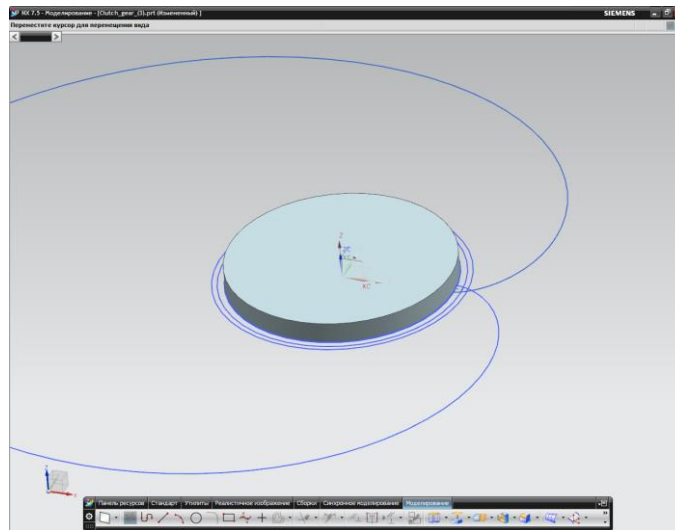 NX 7.5 - Моделирование - [Clutch_gear_(3).prt (Измененный) ]
SIEMENS
Переместите курсор для перемещения вида
Z
ZC
XC
Z
X
Панель ресурсов Стандарт Утилиты Реалистичное изображение Сборки Синхронное моделирование Моделирование